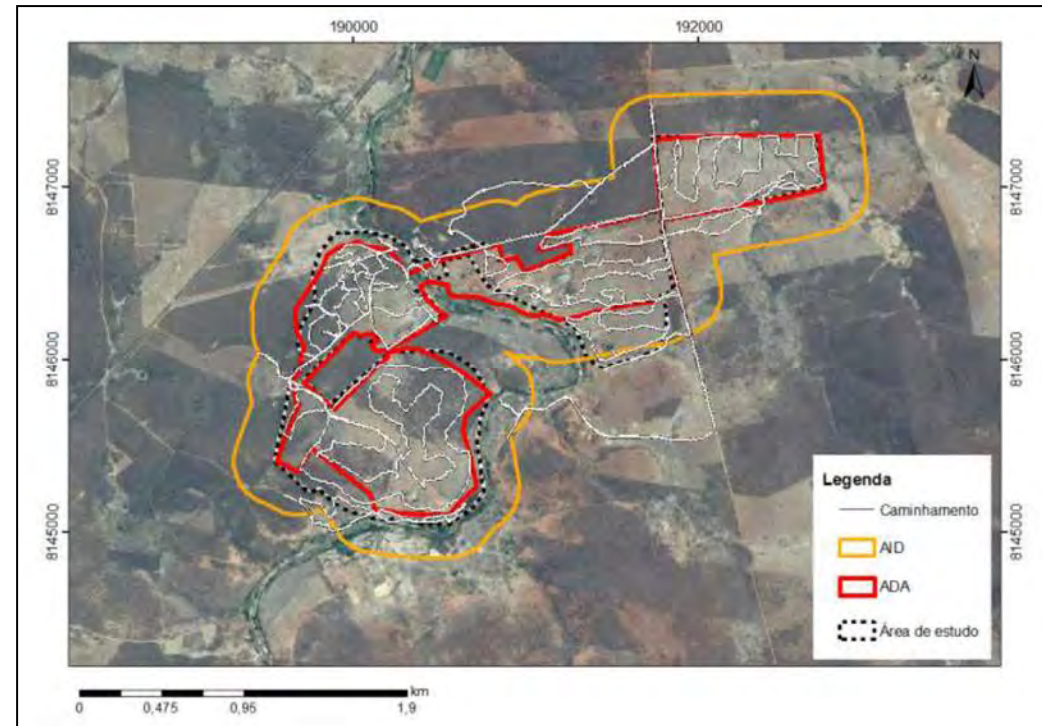 190000 192000
N
8147000 8147000
8146000 8146000
8145000 8145000
Legenda
Caminhamento
AID
ADA
Área de estudo
km
0 0,475 0,95 1,9